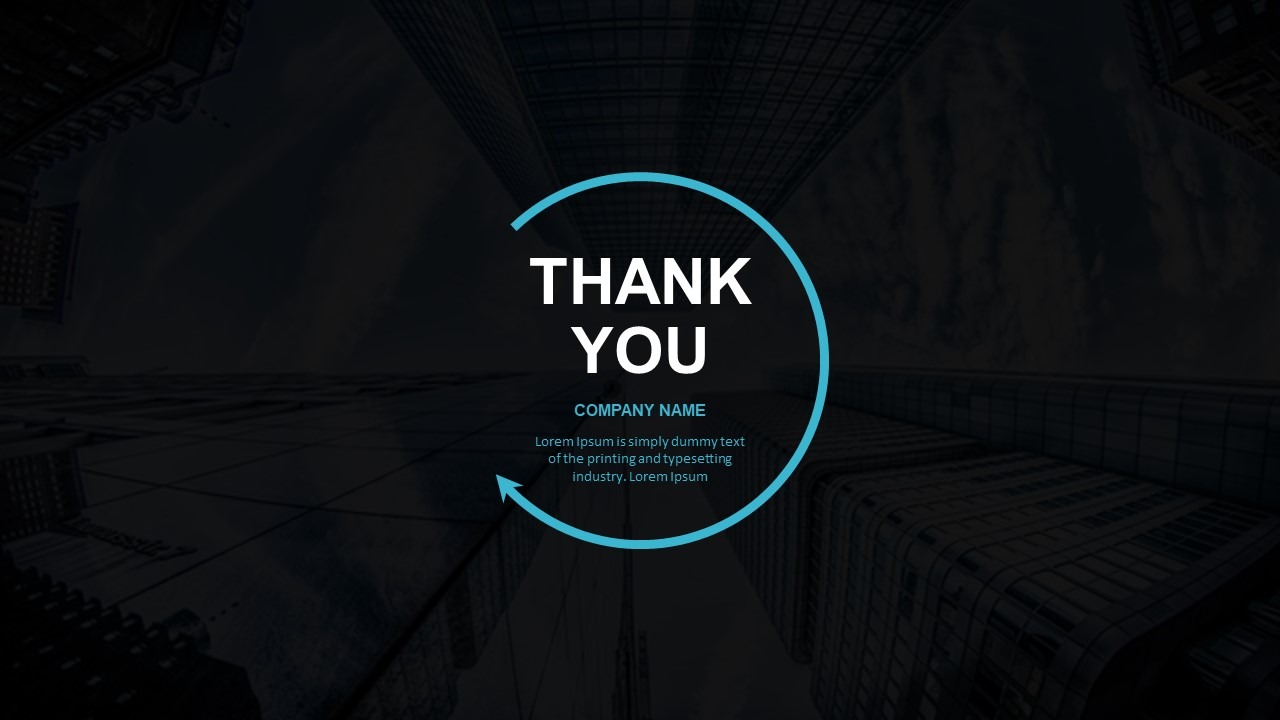 THANK
YOU
COMPANY NAME
Lorem Ipsum is simply dummy text
of the printing and typesetting
industry. Lorem Ipsum